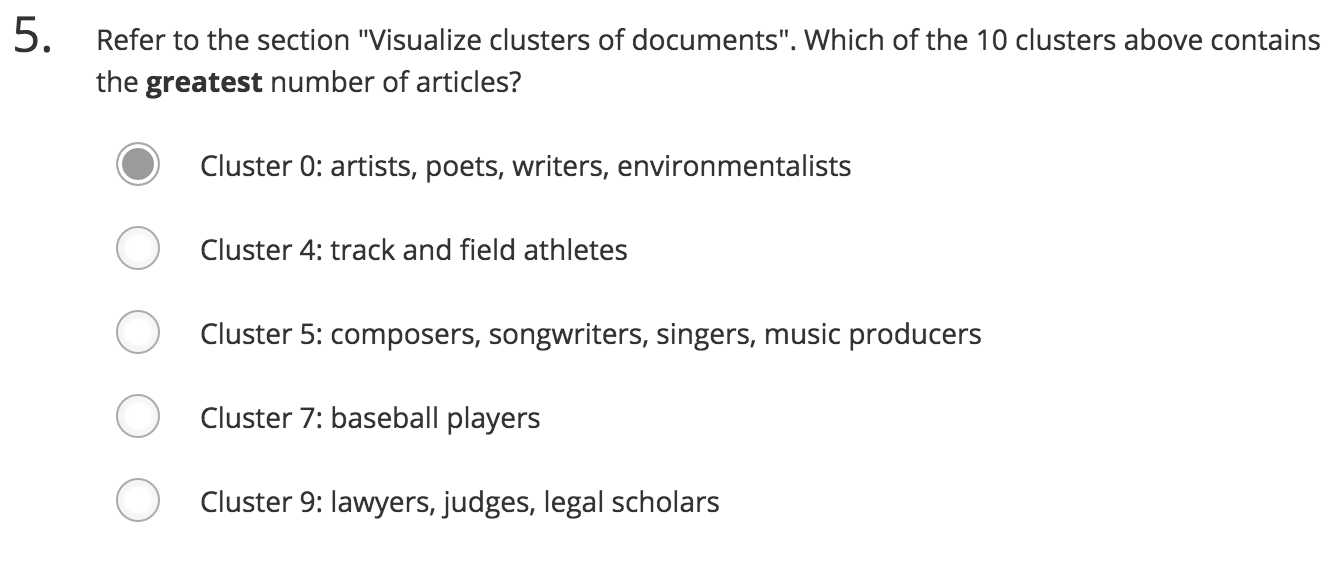 5. Refer to the section "Visualize clusters of documents". Which of the 10 clusters above contains
the greatest number of articles?
Cluster 0: artists, poets, writers, environmentalists
Cluster 4: track and field athletes
Cluster 5: composers, songwriters, singers, music producers
Cluster 7: baseball players
Cluster 9: lawyers, judges, legal scholars